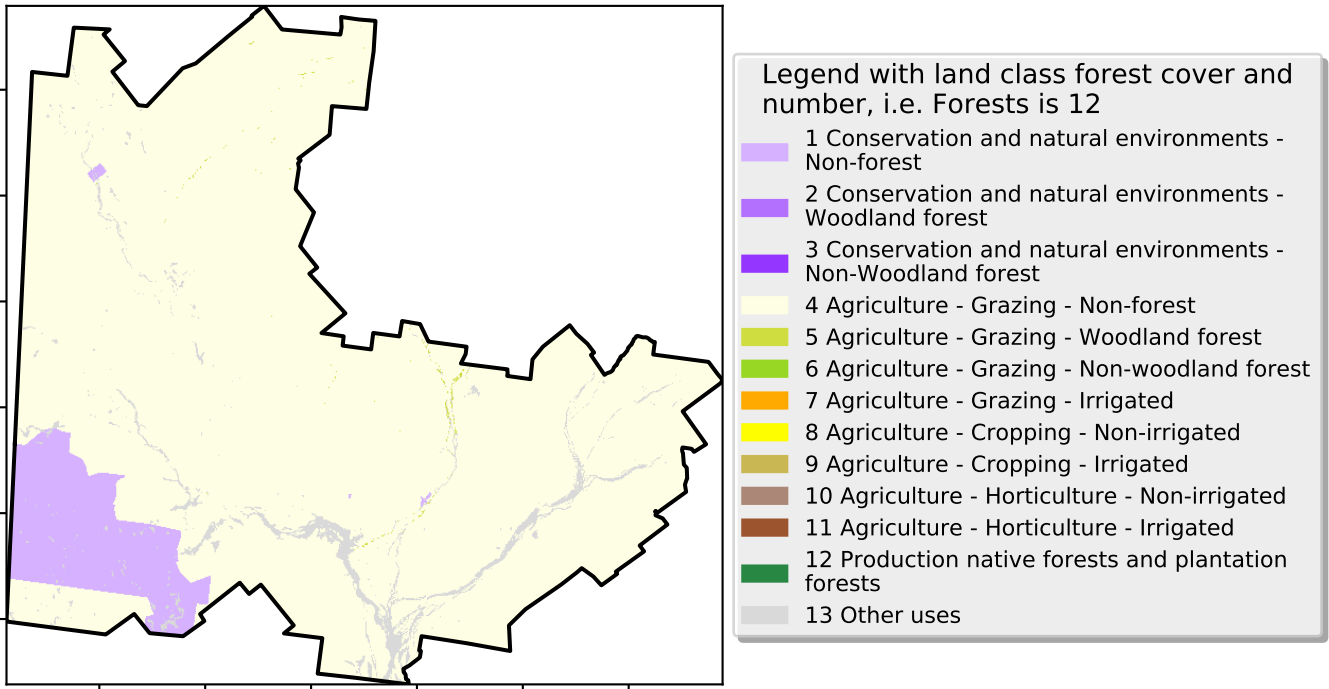 Legend with land class forest cover and
number, i.e. Forests is 12
1 Conservation and natural environments -
Non-forest
2 Conservation and natural environments -
Woodland forest
3 Conservation and natural environments -
Non-Woodland forest
4 Agriculture - Grazing - Non-forest
5 Agriculture - Grazing - Woodland forest
6 Agriculture - Grazing - Non-woodland forest
7 Agriculture - Grazing - Irrigated
8 Agriculture - Cropping - Non-irrigated
9 Agriculture - Cropping - Irrigated
10 Agriculture - Horticulture - Non-irrigated
11 Agriculture - Horticulture - Irrigated
12 Production native forests and plantation
forests
13 Other uses